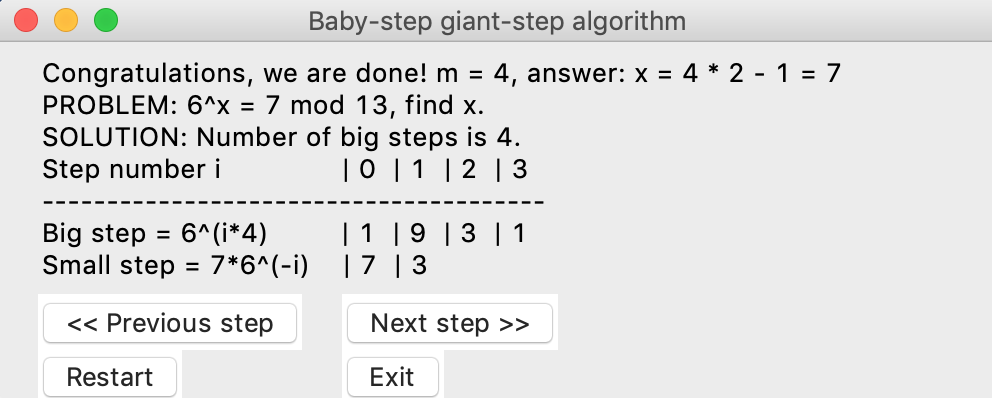 Baby-step giant-step algorithm
Congratulations, we are done! m = 4, answer: x = 4 * 2 - 1 = 7
PROBLEM: 6^x = 7 mod 13, find x.
SOLUTION: Number of big steps is 4.
Step number i | 0 | 1 | 2 | 3
---------------------------------------
Big step = 6^(i*4) | 1 | 9 | 3 | 1
Small step = 7*6^(-i) | 7 | 3
<< Previous step Next step >>
Restart Exit